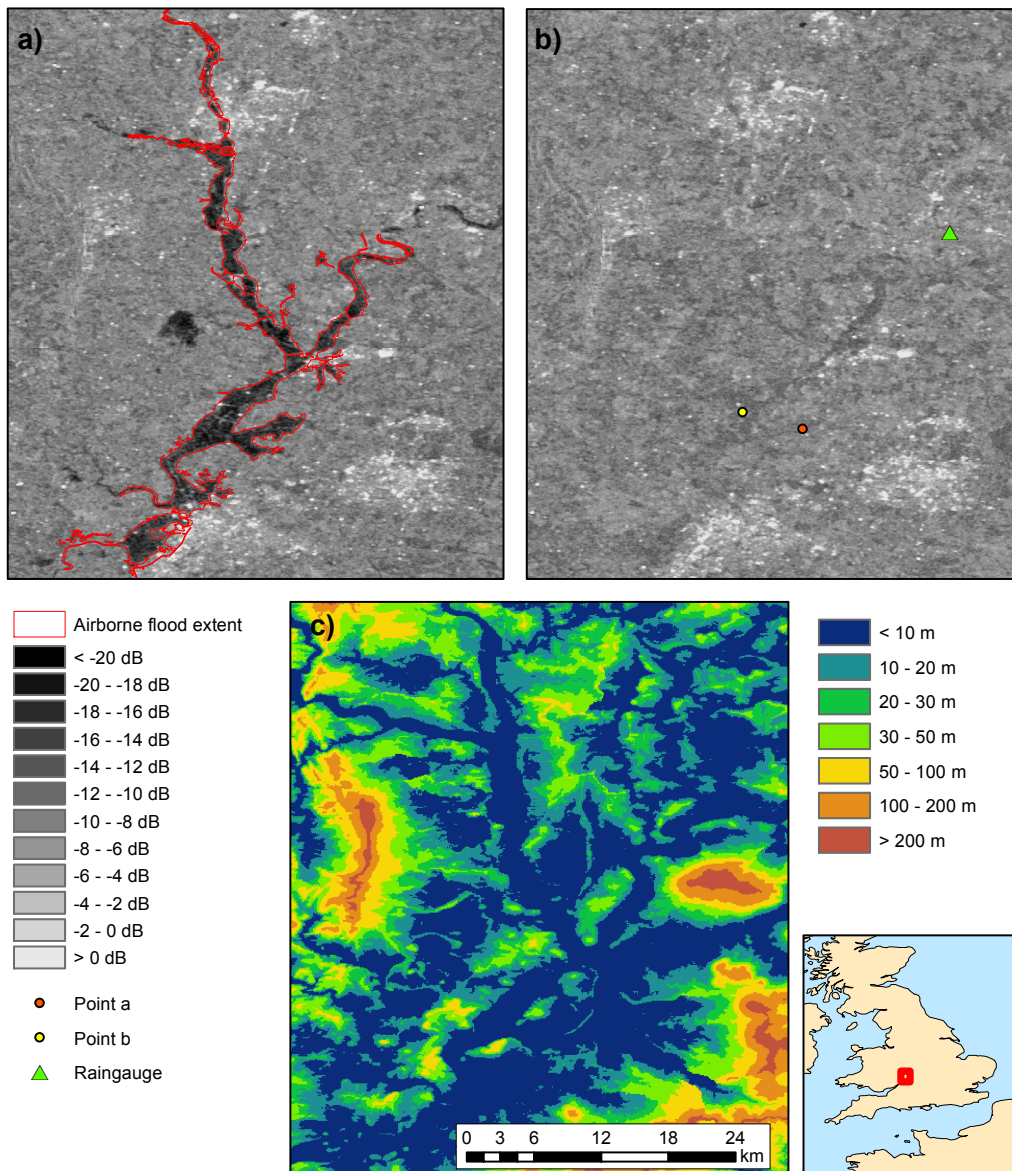 a)
b)
Airborne flood extent
< -20 dB
-20 - -18 dB
-18 - -16 dB
-16 - -14 dB
-14 - -12 dB
-12 - -10 dB
-10 - -8 dB
-8 - -6 dB
-6 - -4 dB
-4 - -2 dB
-2 - 0 dB
> 0 dB
Point a
Point b
Raingauge
c)
0 3 6 12 18 24
km
< 10 m
10 - 20 m
20 - 30 m
30 - 50 m
50 - 100 m
100 - 200 m
> 200 m